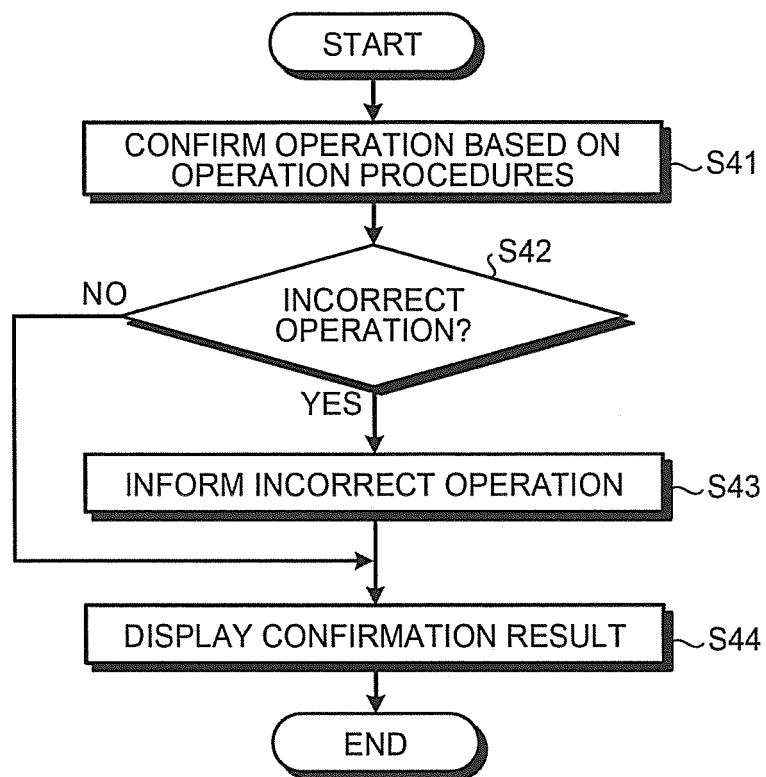 START
CONFIRM OPERATION BASED ON
OPERATION PROCEDURES
S41
S42
NO
INCORRECT
OPERATION?
YES
INFORM INCORRECT OPERATION
S43
DISPLAY CONFIRMATION RESULT
S44
END